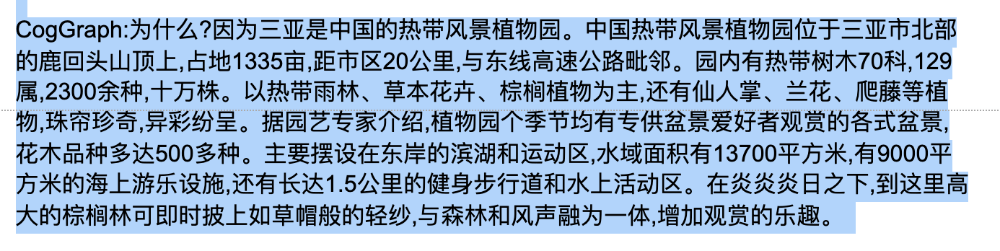 CogGraph:为什么?因为三亚是中国的热带风景植物园。中国热带风景植物园位于三亚市北部
的鹿回头山顶上,占地1335亩,距市区20公里,与东线高速公路毗邻。园内有热带树木70科,129
属,2300余种,十万株。以热带雨林、草本花卉、棕榈植物为主,还有仙人掌、兰花、爬藤等植
物,珠帘珍奇,异彩纷呈。据园艺专家介绍,植物园个季节均有专供盆景爱好者观赏的各式盆景,
花木品种多达500多种。主要摆设在东岸的滨湖和运动区,水域面积有13700平方米,有9000平
方米的海上游乐设施,还有长达1.5公里的健身步行道和水上活动区。在炎炎炎日之下,到这里高
大的棕榈林可即时披上如草帽般的轻纱,与森林和风声融为一体,增加观赏的乐趣。